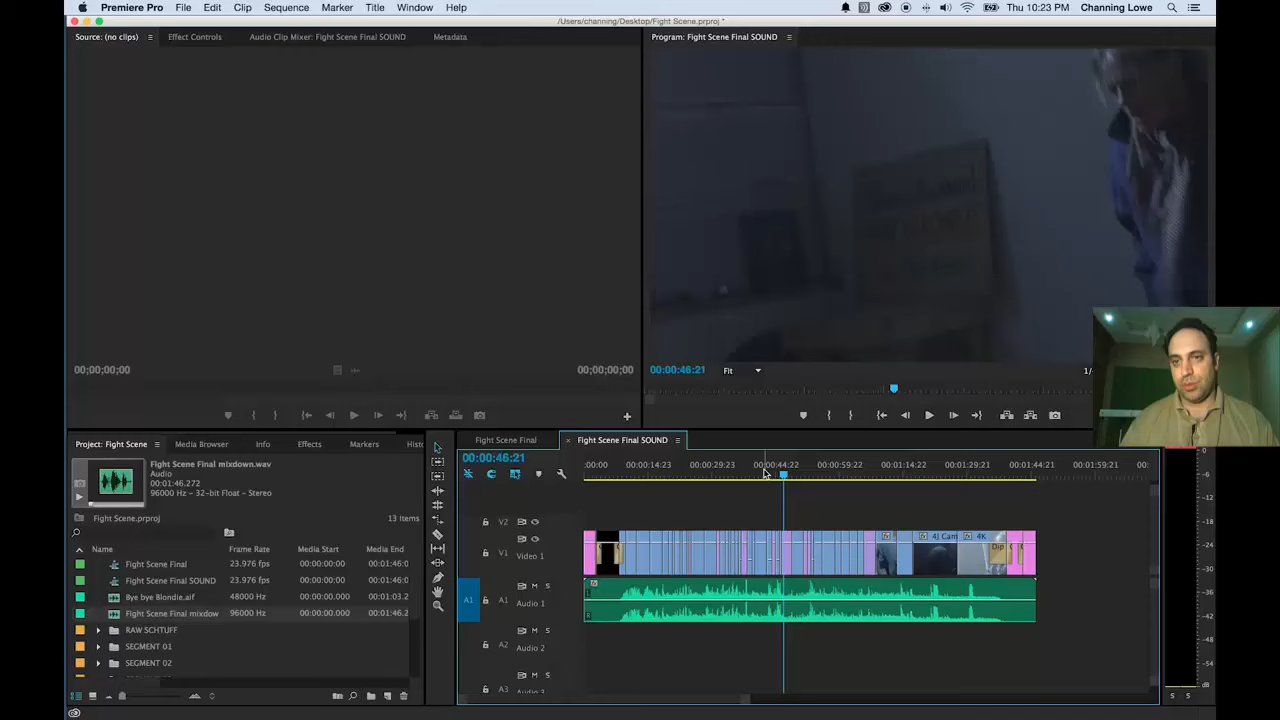 Premiere Pro File Edit Clip Sequence Marker Title Window Help Thu 10:23 PM Channing Lowe
/Users/channing/Desktop/Fight Scene.prproj *
Source: (no clips) Effect Controls Audio Clip Mixer: Fight Scene Final SOUND Metadata
Program: Fight Scene Final SOUND
00;00;00;00 00;00;00;00
00:00:46:21 Fit 1/
Project: Fight Scene Media Browser Info Effects Markers Hist
Fight Scene Final mixdown.wav
Audio
00:01:46.272
96000 Hz - 32-bit Float - Stereo
Fight Scene.prproj 13 Items
Name Frame Rate Media Start Media End
Fight Scene Final 23.976 fps 00:00:00:00 00:01:46:0
Fight Scene Final SOUND 23.976 fps 00:00:00:00 00:01:46:0
Bye bye Blondie.aif 48000 Hz 00:00:00:00 00:01:03.2
Fight Scene Final mixdow 96000 Hz 00:00:00:00 00:01:46.2
RAW SCHTUFF
SEGMENT 01
SEGMENT 02
Fight Scene Final Fight Scene Final SOUND
00:00:46:21
:00:00 00:00:14:23 00:00:29:23 00:00:44:22 00:00:59:22 00:01:14:22 00:01:29:21 00:01:44:21 00:01:59:21 00:
V2
V1 Video 1
4J Cam 4K
Dip
A1 A1 M S
Audio 1
L
R
A2 M S
Audio 2
M S
A3 Audio 3
0
-6
-12
-18
-24
-30
-36
-42
-48
-54
dB
S S